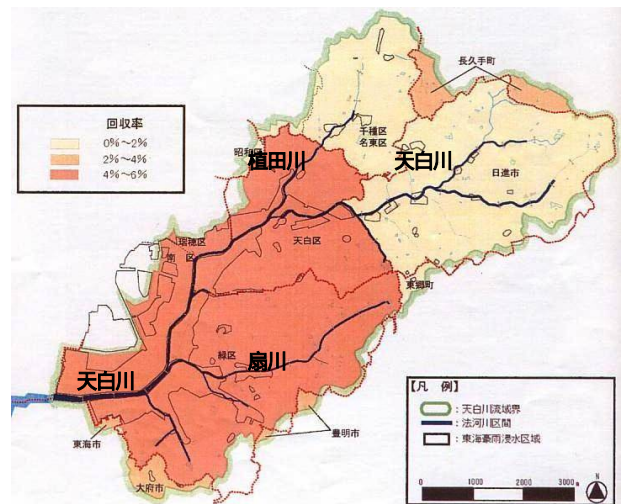 長久手町
回収率
0%～2%
2%～4%
4%～6%
千種区
名東区
昭和区
植田川
天白川
日進市
瑞穂区
南 区
天白区
東郷町
緑区
扇川
天白川
東海市
豊明市
大府市
【凡 例】
：天白川流域界
：法河川区間
：東海豪雨浸水区域
0 1000 2000 3000 m
N